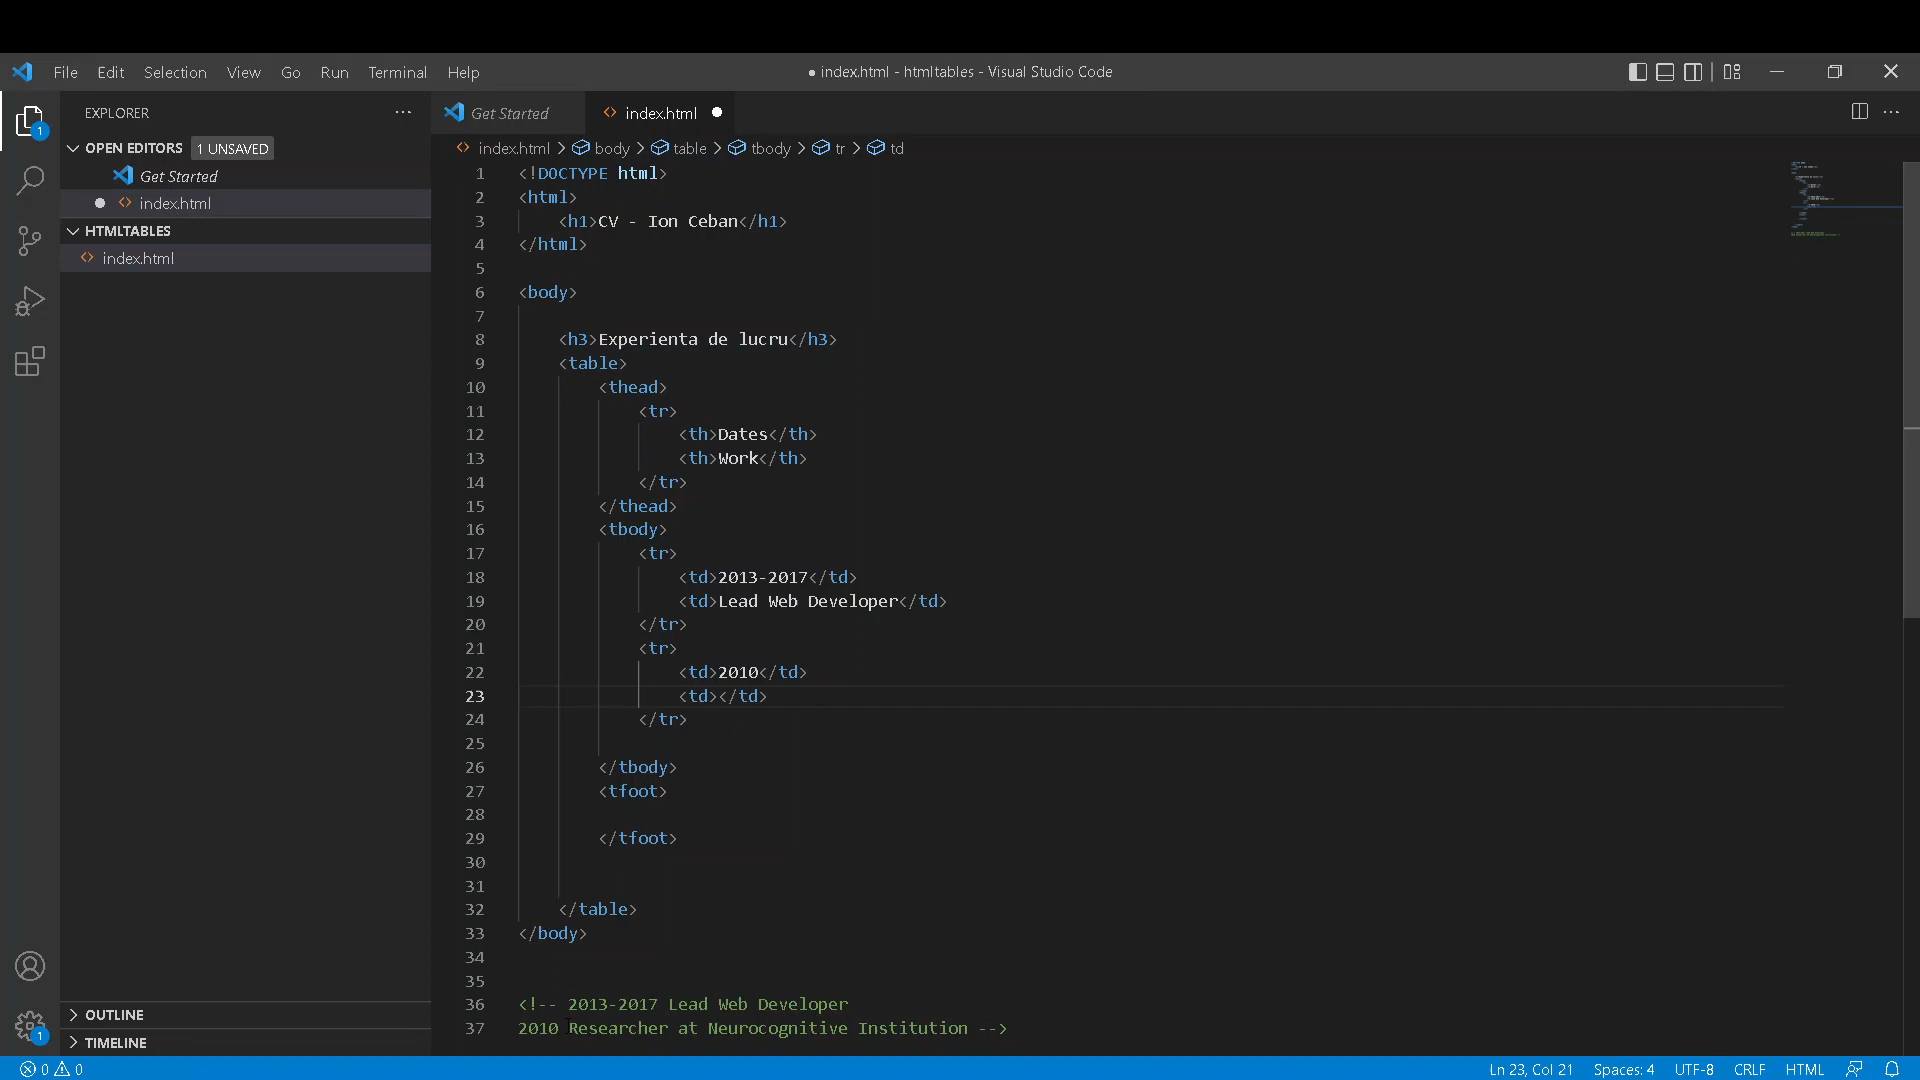 File Edit Selection View Go Run Terminal Help
● index.html - htmltables - Visual Studio Code
EXPLORER
OPEN EDITORS 1 UNSAVED
Get Started
index.html
HTMLTABLES
index.html
OUTLINE
TIMELINE
1
1
Get Started
index.html
index.html > body > table > tbody > tr > td
1 <!DOCTYPE html>
2 <html>
3 <h1>CV - Ion Ceban</h1>
4 </html>
5
6 <body>
7
8 <h3>Experienta de lucru</h3>
9 <table>
10 <thead>
11 <tr>
12 <th>Dates</th>
13 <th>Work</th>
14 </tr>
15 </thead>
16 <tbody>
17 <tr>
18 <td>2013-2017</td>
19 <td>Lead Web Developer</td>
20 </tr>
21 <tr>
22 <td>2010</td>
23 <td></td>
24 </tr>
25
26 </tbody>
27 <tfoot>
28
29 </tfoot>
30
31
32 </table>
33 </body>
34
35
36 <!-- 2013-2017 Lead Web Developer
37 2010 Researcher at Neurocognitive Institution -->
0 0
Ln 23, Col 21 Spaces: 4 UTF-8 CRLF HTML